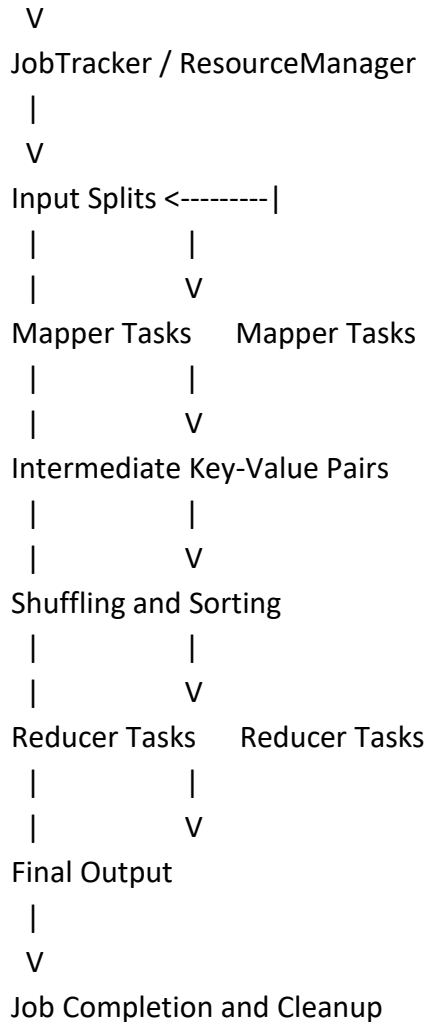 V
JobTracker / ResourceManager
|
V
Input Splits <---------|
| |
| V
Mapper Tasks Mapper Tasks
| |
| V
Intermediate Key-Value Pairs
| |
| V
Shuffling and Sorting
| |
| V
Reducer Tasks Reducer Tasks
| |
| V
Final Output
|
V
Job Completion and Cleanup